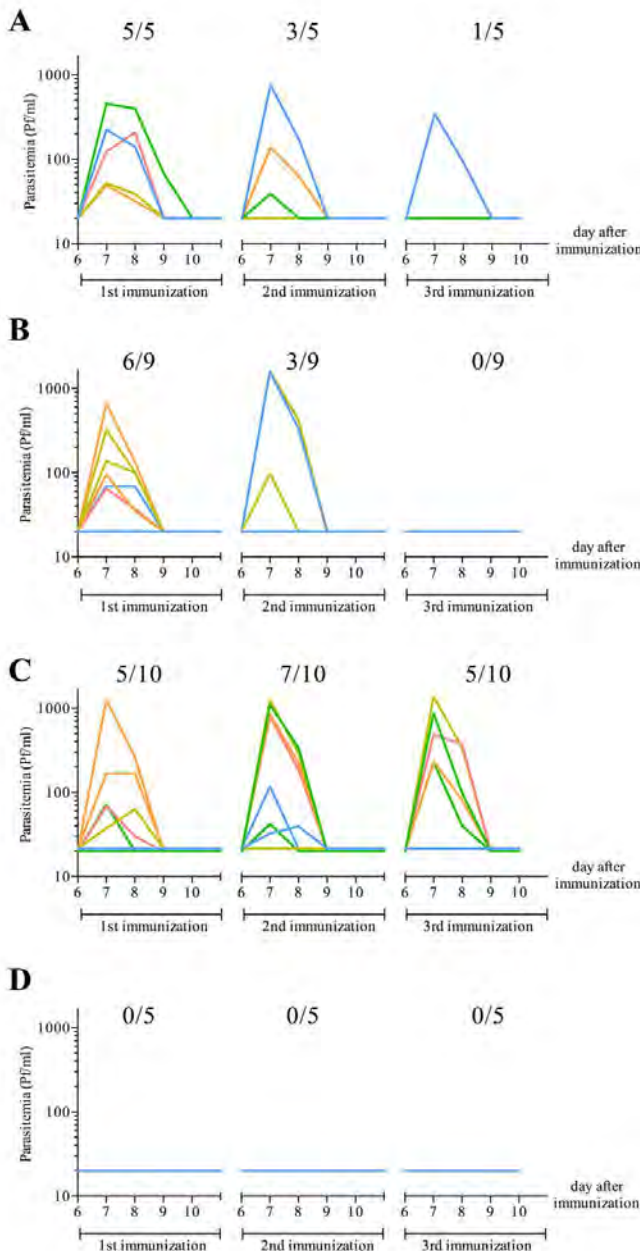 A
5/5 3/5 1/5
Parasitemia (Pf/ml)
1000
100
10
6 7 8 9 10 6 7 8 9 10 6 7 8 9 10
day after
immunization
1st immunization 2nd immunization 3rd immunization
B
6/9 3/9 0/9
Parasitemia (Pf/ml)
1000
100
10
6 7 8 9 10 6 7 8 9 10 6 7 8 9 10
day after
immunization
1st immunization 2nd immunization 3rd immunization
C
5/10 7/10 5/10
Parasitemia (Pf/ml)
1000
100
10
6 7 8 9 10 6 7 8 9 10 6 7 8 9 10
day after
immunization
1st immunization 2nd immunization 3rd immunization
D
0/5 0/5 0/5
Parasitemia (Pf/ml)
1000
100
10
6 7 8 9 10 6 7 8 9 10 6 7 8 9 10
day after
immunization
1st immunization 2nd immunization 3rd immunization